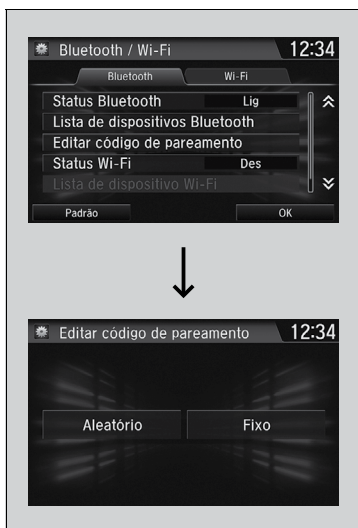 Bluetooth / Wi-Fi 12:34
Bluetooth Wi-Fi
Status Bluetooth Lig
Lista de dispositivos Bluetooth
Editar código de pareamento
Status Wi-Fi Des
Lista de dispositivo Wi-Fi
Padrão OK
Editar código de pareamento 12:34
Aleatório Fixo